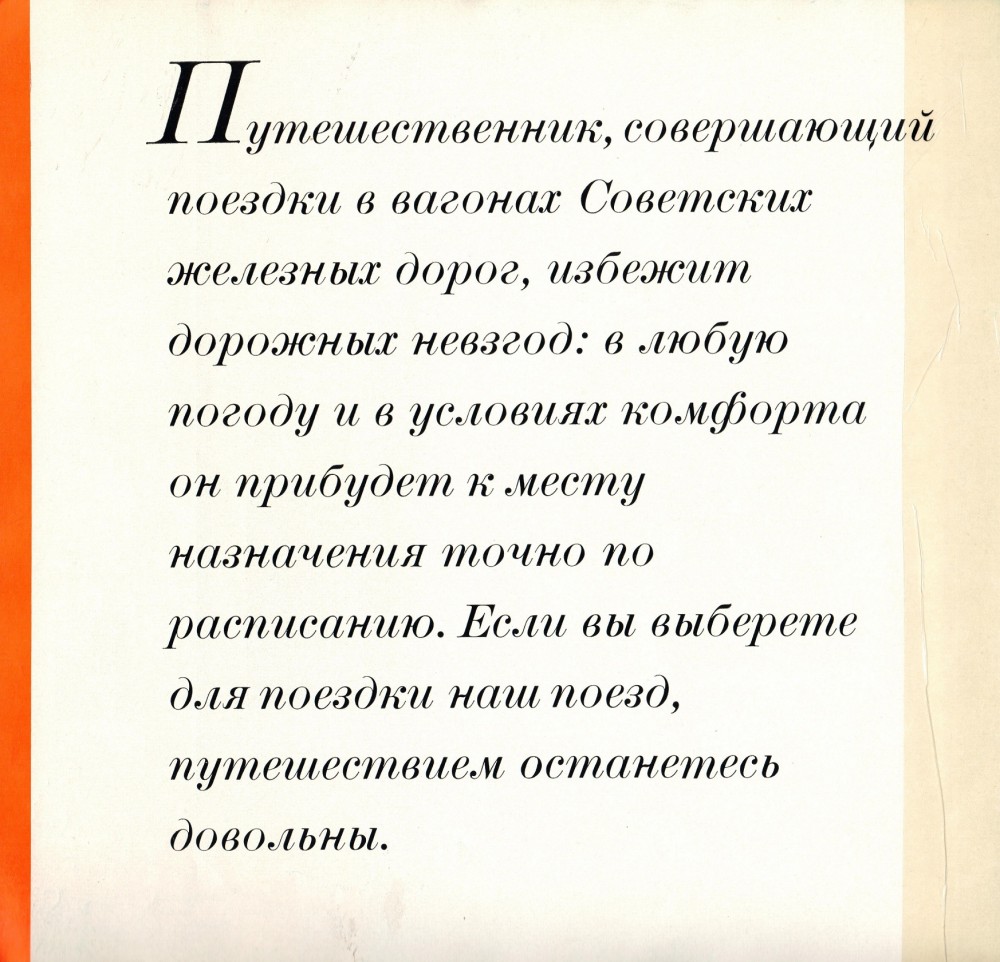 Путешественник, совершающий
поездки в вагонах Советских
железных дорог, избежит
дорожных невзгод: в любую
погоду и в условиях комфорта
он прибудет к месту
назначения точно по
расписанию. Если вы выберете
для поездки наш поезд,
путешествием останетесь
довольны.